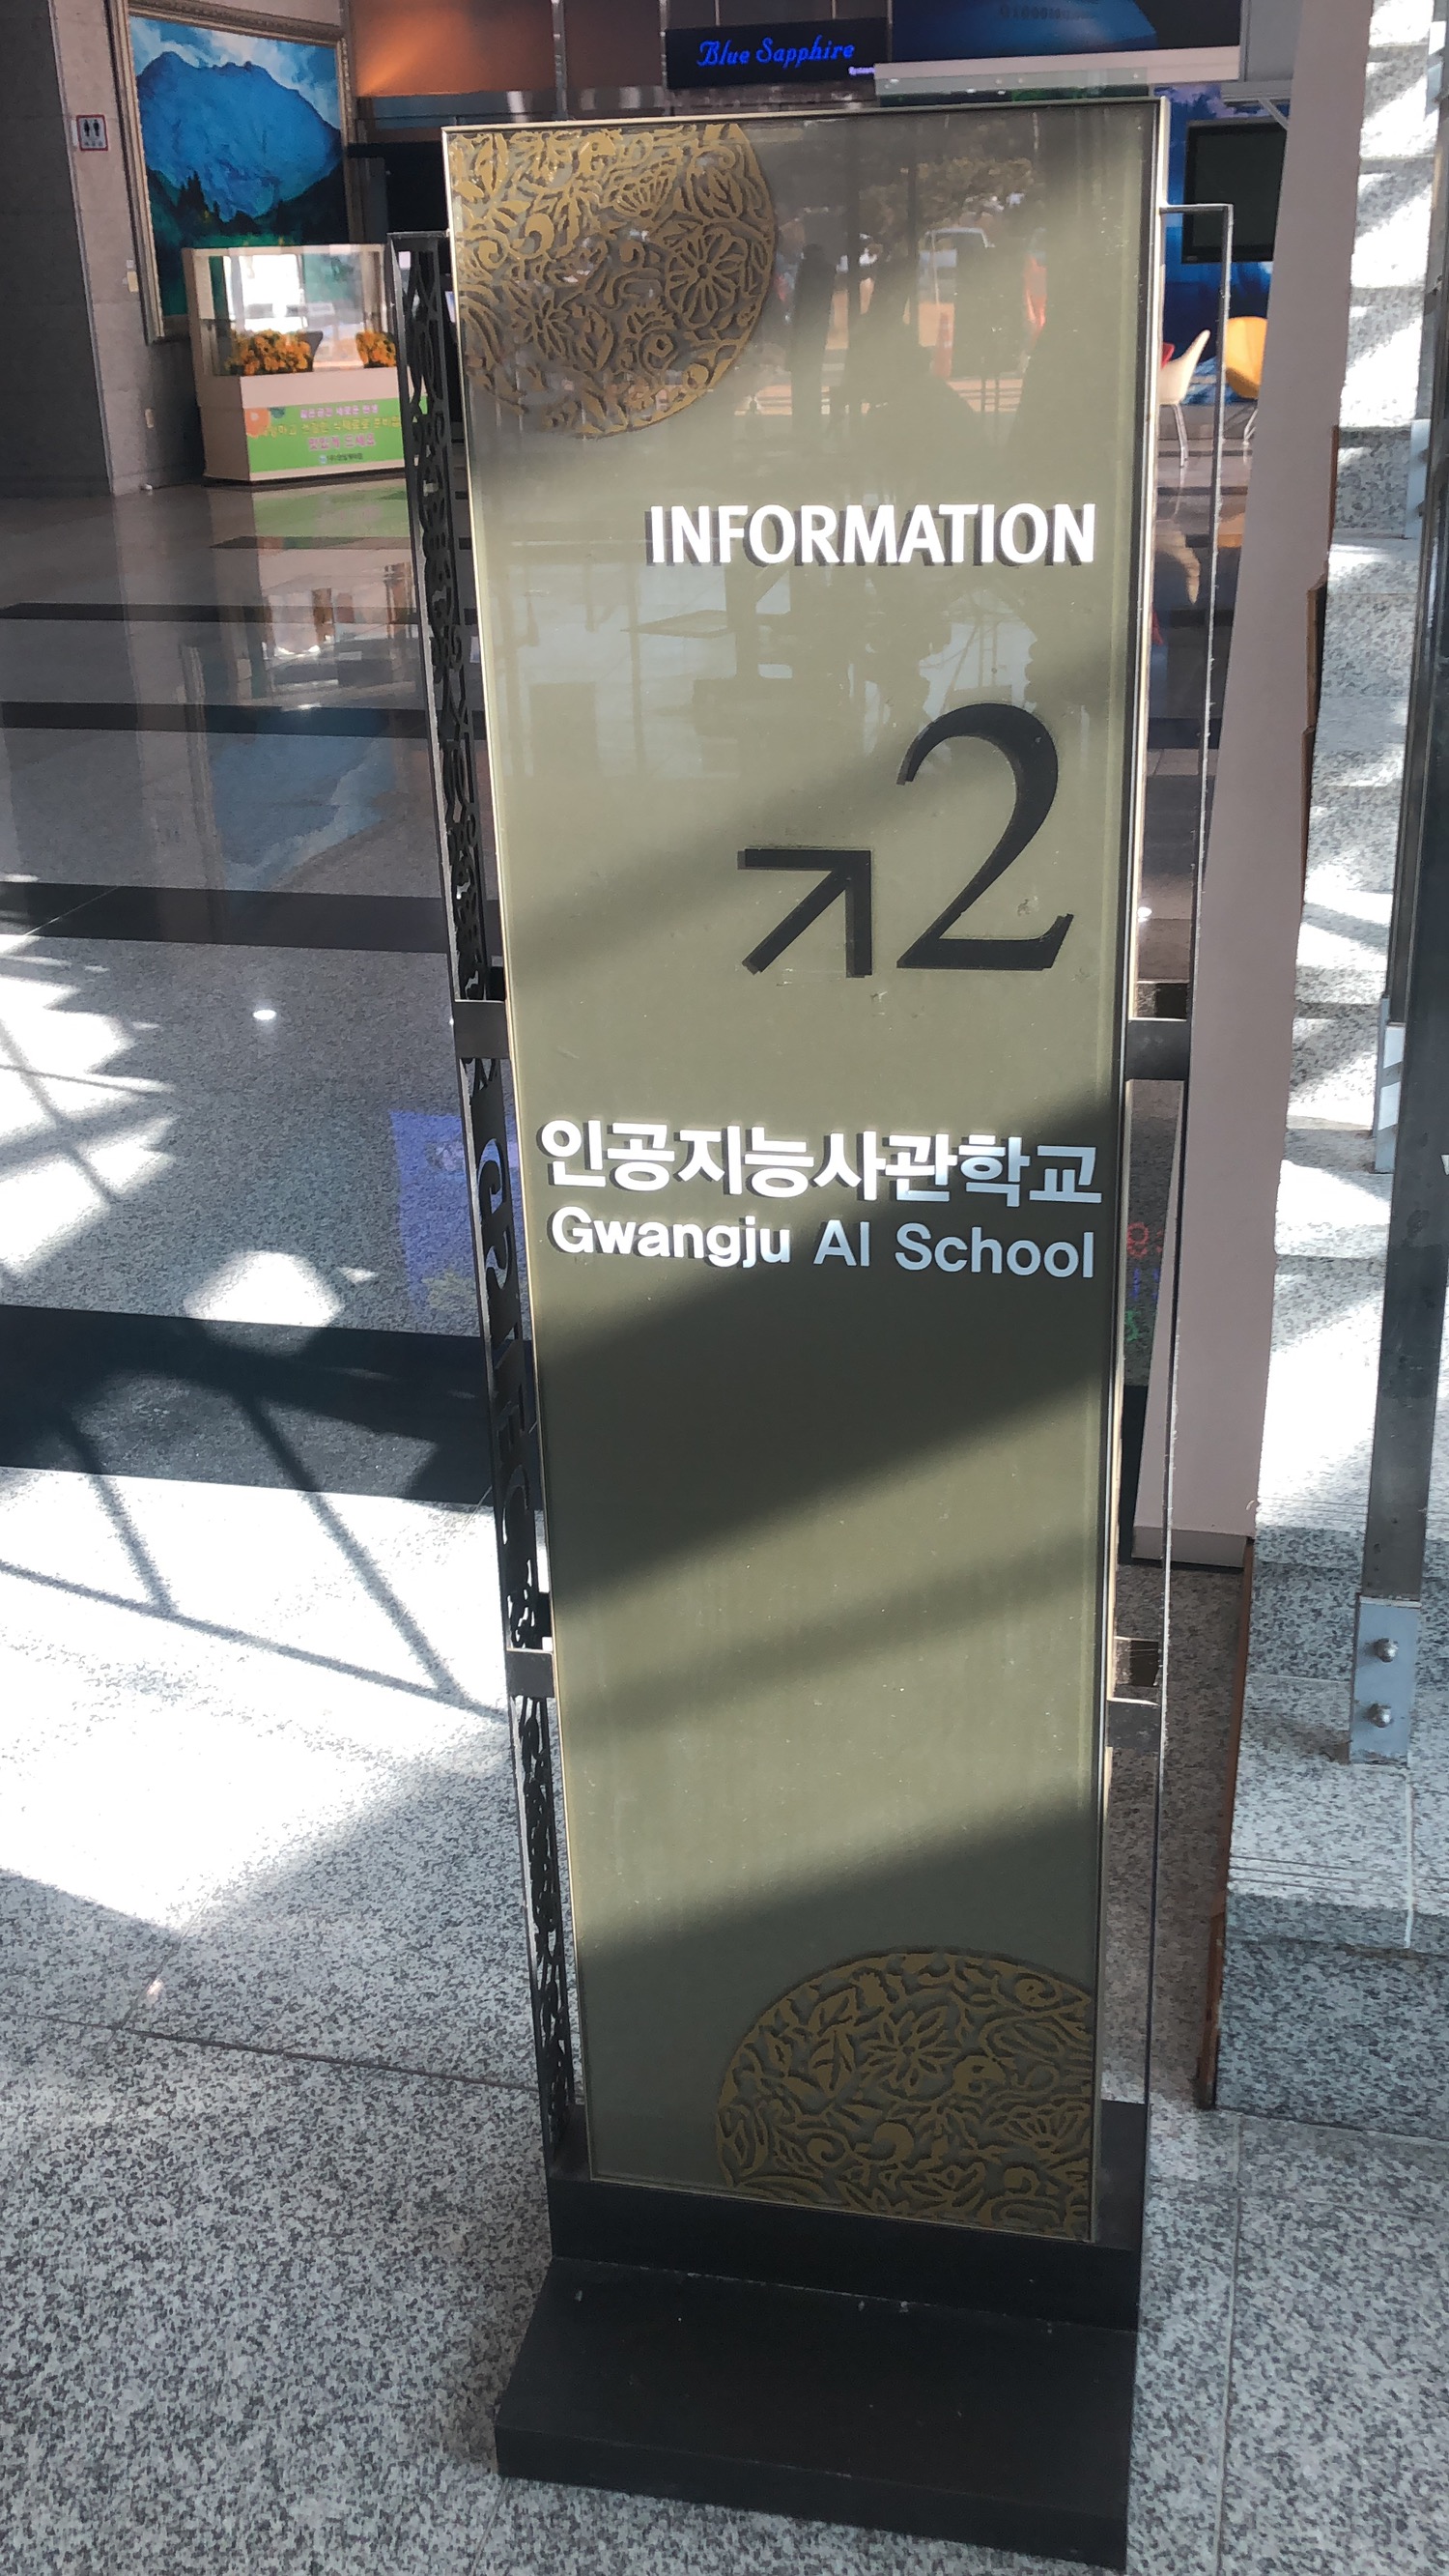 Blue Sapphire
INFORMATION
2
인공지능사관학교
Gwangju AI School